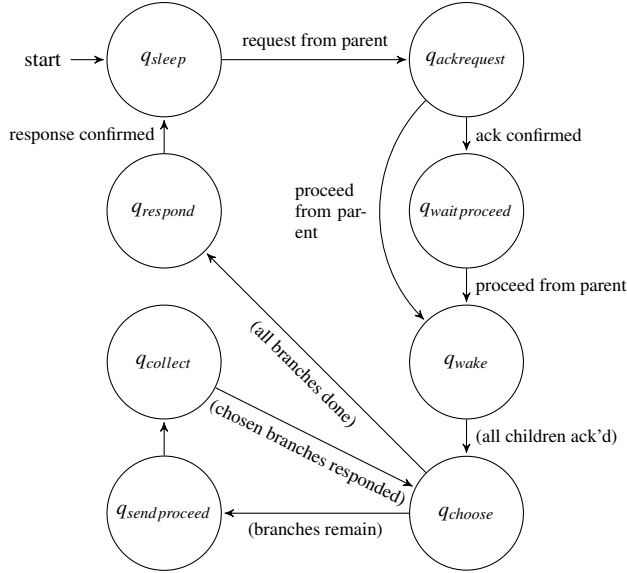 start
q_sleep
request from parent
q_ackrequest
response confirmed
ack confirmed
proceed
from par-
ent
q_respond
q_waitproceed
proceed from parent
(all branches done)
q_collect
q_wake
(chosen branches responded)
(all children ack'd)
q_sendproceed
(branches remain)
q_choose